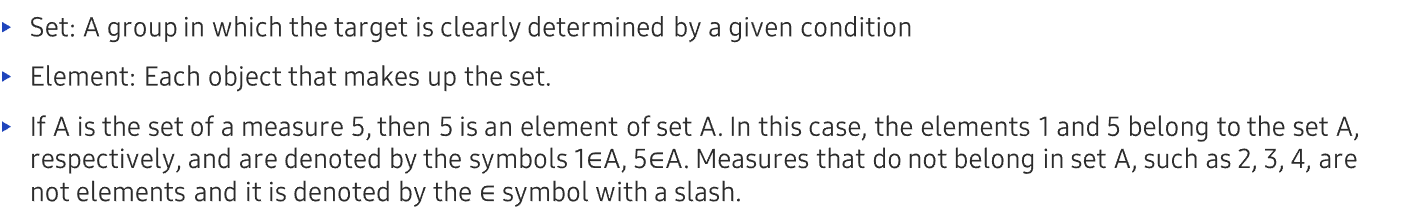 ▸ Set: A group in which the target is clearly determined by a given condition
▸ Element: Each object that makes up the set.
▸ If A is the set of a measure 5, then 5 is an element of set A. In this case, the elements 1 and 5 belong to the set A,
respectively, and are denoted by the symbols 1∈A, 5∈A. Measures that do not belong in set A, such as 2, 3, 4, are
not elements and it is denoted by the ∈ symbol with a slash.